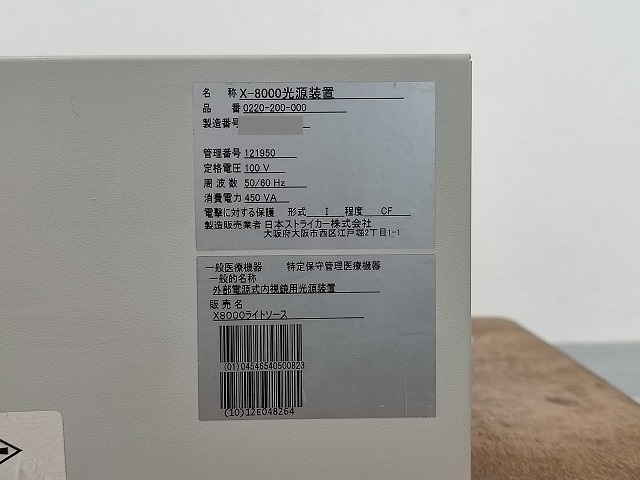 名 称 X-8000光源装置
品 番 0220-200-000
製造番号
管理番号 121950
定格電圧 100 V
周 波 数 50/60 Hz
消費電力 450 VA
電撃に対する保護 形式 I 程度 CF
製造販売業者 日本ストライカー株式会社
大阪府大阪市西区江戸堀2丁目1-1
一般医療機器 特定保守管理医療機器
一般的名称
外部電源式内視鏡用光源装置
販 売 名
X8000ライトソース
(01)04546540500823
(10)12E048264